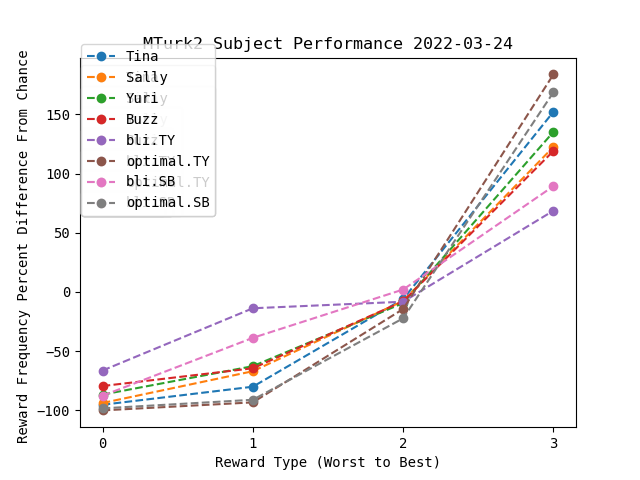 MTurk2 Subject Performance 2022-03-24
Tina
Sally
Yuri
Buzz
bli.TY
optimal.TY
bli.SB
optimal.SB
Reward Frequency Percent Difference From Chance
150
100
50
0
−50
−100
0 1 2 3
Reward Type (Worst to Best)